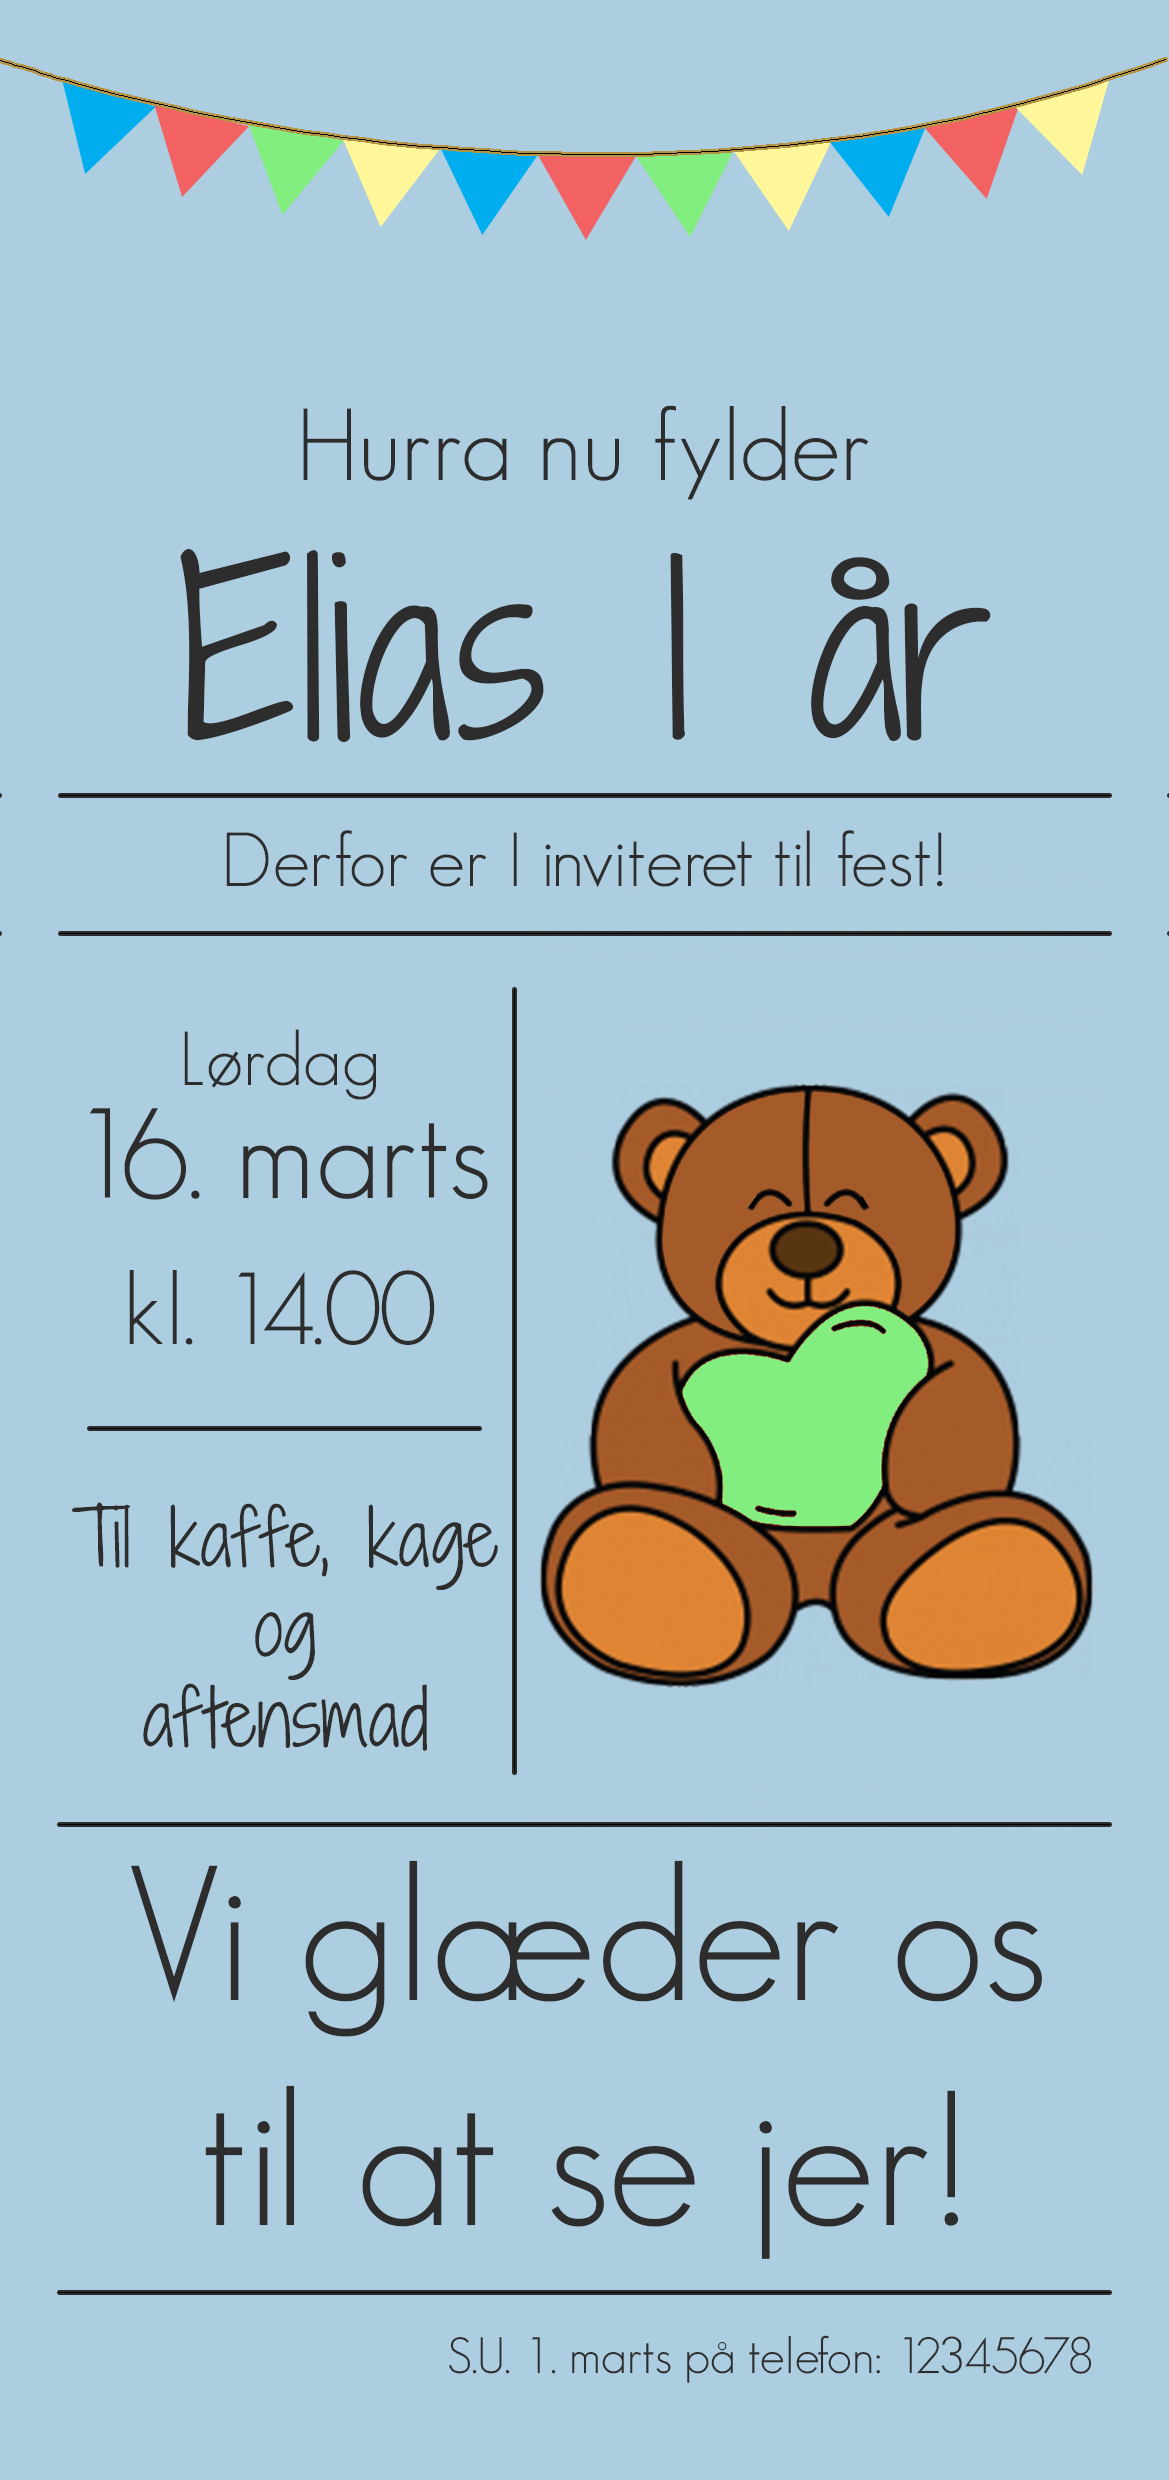 Hurra nu fylder
Elias 1 år
Derfor er I inviteret til fest!
Lørdag
16. marts
kl. 14.00
Til kaffe, kage
og
aftensmad
Vi glæder os
til at se jer!
S.U. 1. marts på telefon: 12345678